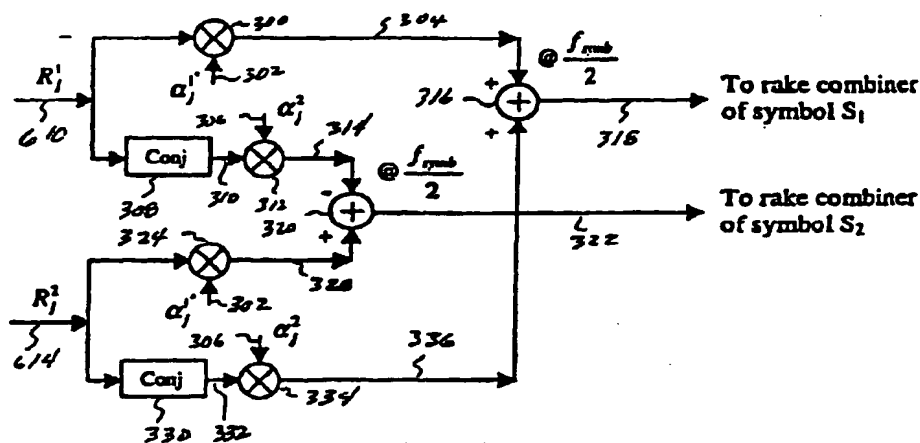 300
304
@ f_symb/2
R_j^1
α_j^1*
302
316
+
+
+
To rake combiner
of symbol S_1
610
306
α_j^2
314
318
Conj
310
312
@ f_symb/2
308
-
320
+
+
To rake combiner
of symbol S_2
322
324
328
R_j^2
α_j^1*
302
614
306
α_j^2
336
Conj
332
334
330